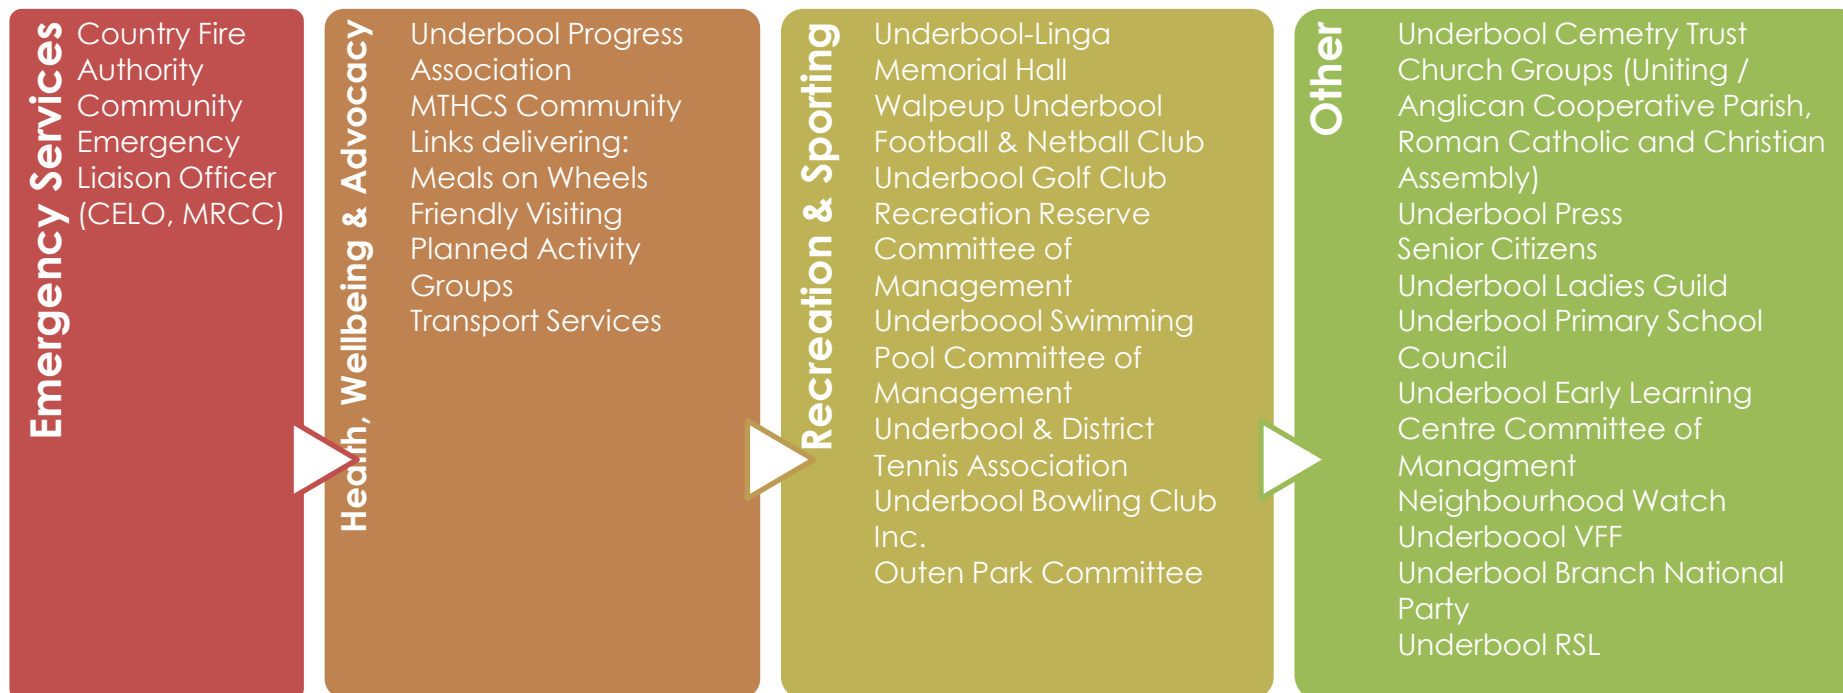 Emergency Services
Country Fire
Authority
Community
Emergency
Liaison Officer
(CELO, MRCC)
Health, Wellbeing & Advocacy
Underbool Progress
Association
MTHCS Community
Links delivering:
Meals on Wheels
Friendly Visiting
Planned Activity
Groups
Transport Services
Recreation & Sporting
Underbool-Linga
Memorial Hall
Walpeup Underbool
Football & Netball Club
Underbool Golf Club
Recreation Reserve
Committee of
Management
Underboool Swimming
Pool Committee of
Management
Underbool & District
Tennis Association
Underbool Bowling Club
Inc.
Outen Park Committee
Other
Underbool Cemetry Trust
Church Groups (Uniting /
Anglican Cooperative Parish,
Roman Catholic and Christian
Assembly)
Underbool Press
Senior Citizens
Underbool Ladies Guild
Underbool Primary School
Council
Underbool Early Learning
Centre Committee of
Managment
Neighbourhood Watch
Underboool VFF
Underbool Branch National
Party
Underbool RSL